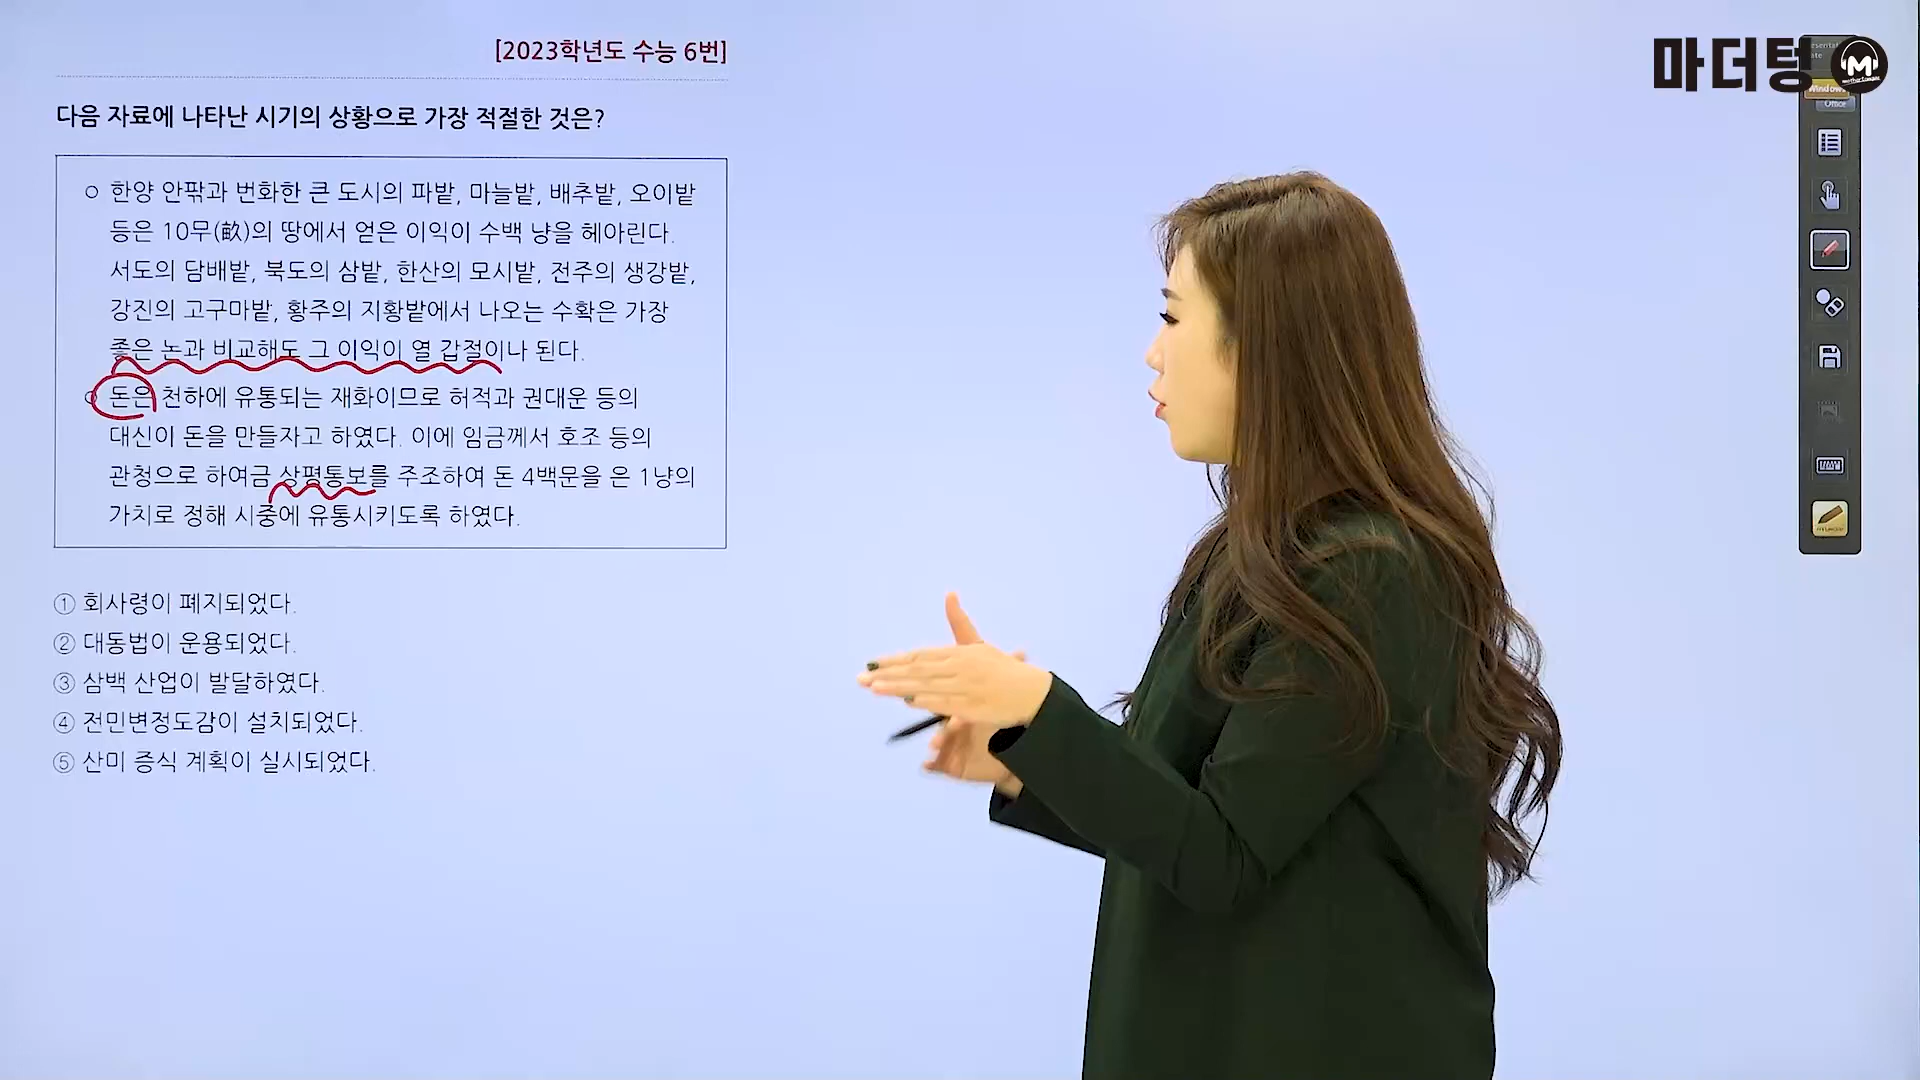 [2023학년도 수능 6번]
마더텅
다음 자료에 나타난 시기의 상황으로 가장 적절한 것은?
○ 한양 안팎과 번화한 큰 도시의 파밭, 마늘밭, 배추밭, 오이밭
등은 10무(畝)의 땅에서 얻은 이익이 수백 냥을 헤아린다.
서도의 담배밭, 북도의 삼밭, 한산의 모시밭, 전주의 생강밭,
강진의 고구마밭, 황주의 지황밭에서 나오는 수확은 가장
좋은 논과 비교해도 그 이익이 열 갑절이나 된다.
○ 돈은 천하에 유통되는 재화이므로 허적과 권대운 등의
대신이 돈을 만들자고 하였다. 이에 임금께서 호조 등의
관청으로 하여금 상평통보를 주조하여 돈 4백문을 은 1냥의
가치로 정해 시중에 유통시키도록 하였다.
① 회사령이 폐지되었다.
② 대동법이 운용되었다.
③ 삼백 산업이 발달하였다.
④ 전민변정도감이 설치되었다.
⑤ 산미 증식 계획이 실시되었다.
M
Windows
Office